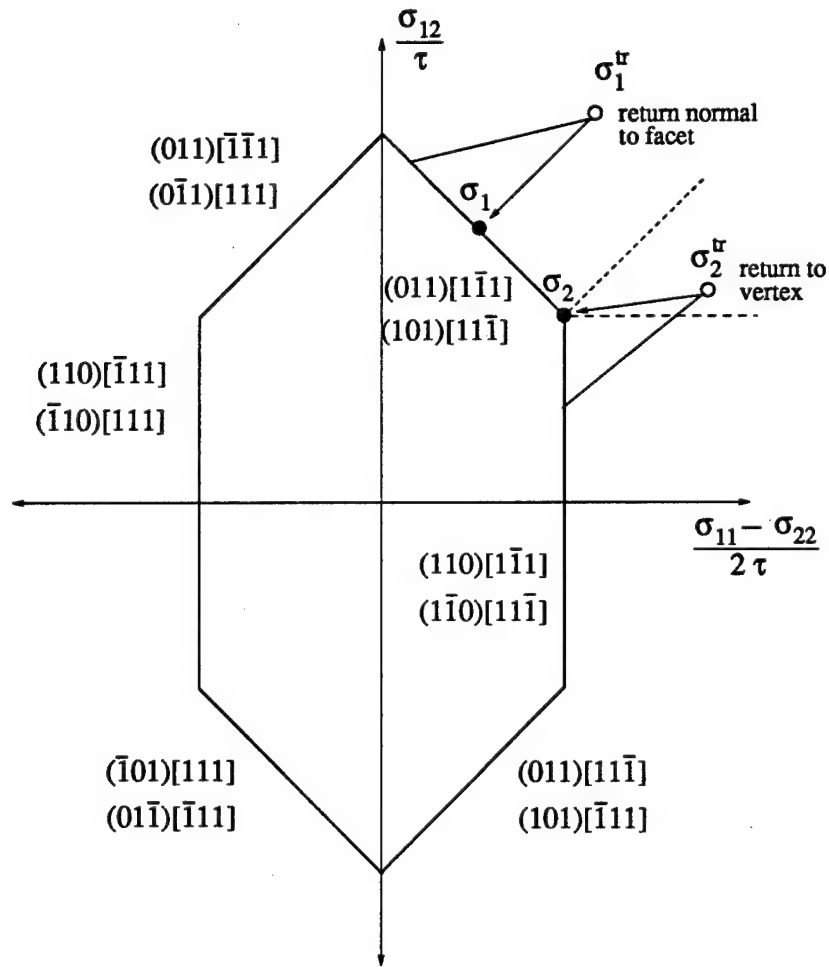 σ₁₂
τ
σ₁ᵗʳ
return normal
to facet
(011)[1̄1̄1]
(01̄1)[111]
σ₁
σ₂ᵗʳ
return to
vertex
σ₂
(011)[11̄1]
(101)[111̄]
(110)[1̄11]
(1̄10)[111]
σ₁₁ − σ₂₂
2 τ
(110)[11̄1]
(11̄0)[111̄]
(1̄01)[111]
(011̄)[1̄11]
(011)[111̄]
(101)[1̄11]